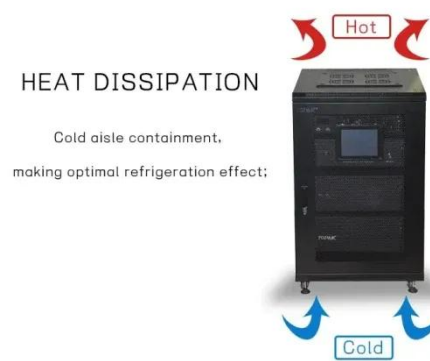 Hot
HEAT DISSIPATION
Cold aisle containment,
making optimal refrigeration effect;
Cold